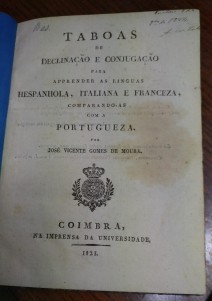 TABOAS
DE
DECLINAÇÃO E CONJUGAÇÃO
PARA
APPRENDER AS LINGUAS
HESPANHOLA, ITALIANA E FRANCEZA,
COMPARANDO-AS
COM A
PORTUGUEZA.
POR
JOSÉ VICENTE GOMES DE MOURA.
COIMBRA,
NA IMPRENSA DA UNIVERSIDADE,
1821.